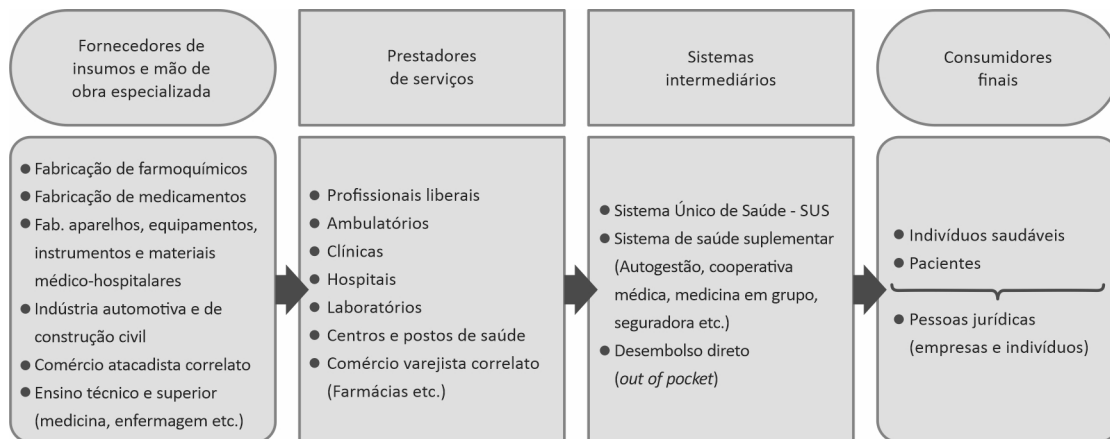 Fornecedores de
insumos e mão de
obra especializada
Prestadores
de serviços
Sistemas
intermediários
Consumidores
finais
● Fabricação de farmoquímicos
● Fabricação de medicamentos
● Fab. aparelhos, equipamentos,
instrumentos e materiais
médico-hospitalares
● Indústria automotiva e de
construção civil
● Comércio atacadista correlato
● Ensino técnico e superior
(medicina, enfermagem etc.)
● Profissionais liberais
● Ambulatórios
● Clínicas
● Hospitais
● Laboratórios
● Centros e postos de saúde
● Comércio varejista correlato
(Farmácias etc.)
● Sistema Único de Saúde - SUS
● Sistema de saúde suplementar
(Autogestão, cooperativa
médica, medicina em grupo,
seguradora etc.)
● Desembolso direto
(out of pocket)
● Indivíduos saudáveis
● Pacientes
● Pessoas jurídicas
(empresas e indivíduos)